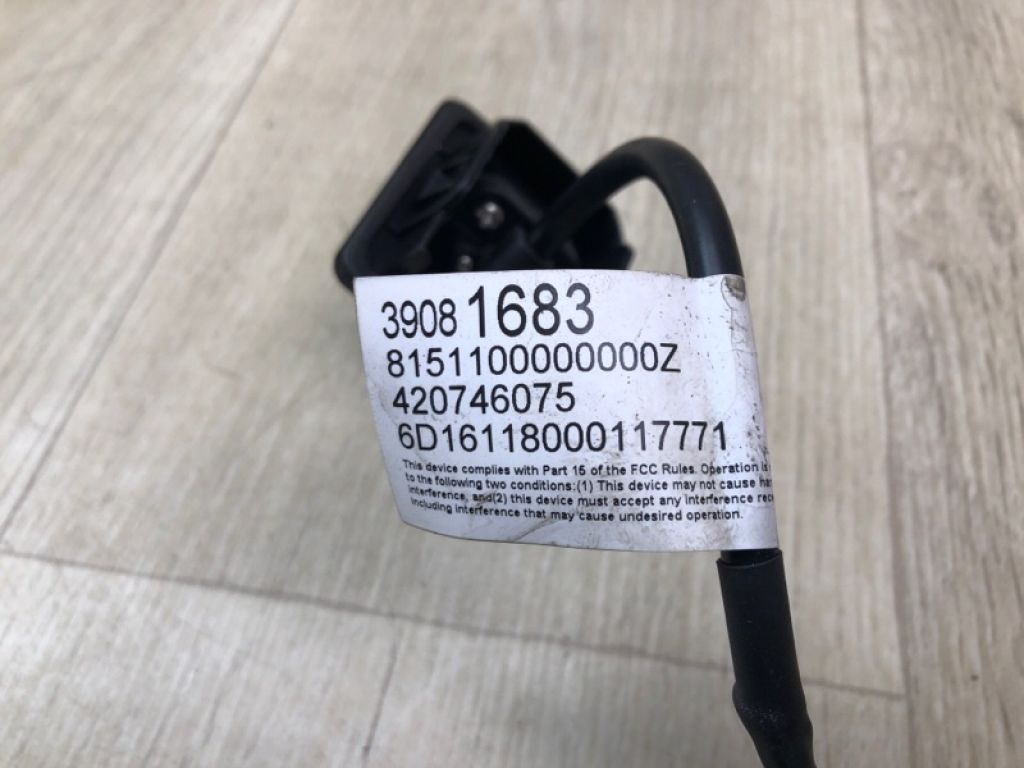 3908 1683
8151100000000Z
420746075
6D16118000117771
This device complies with Part 15 of the FCC Rules. Operation is
to the following two conditions:(1) This device may not cause
interference, and(2) this device must accept any interference
including interference that may cause undesired operation.